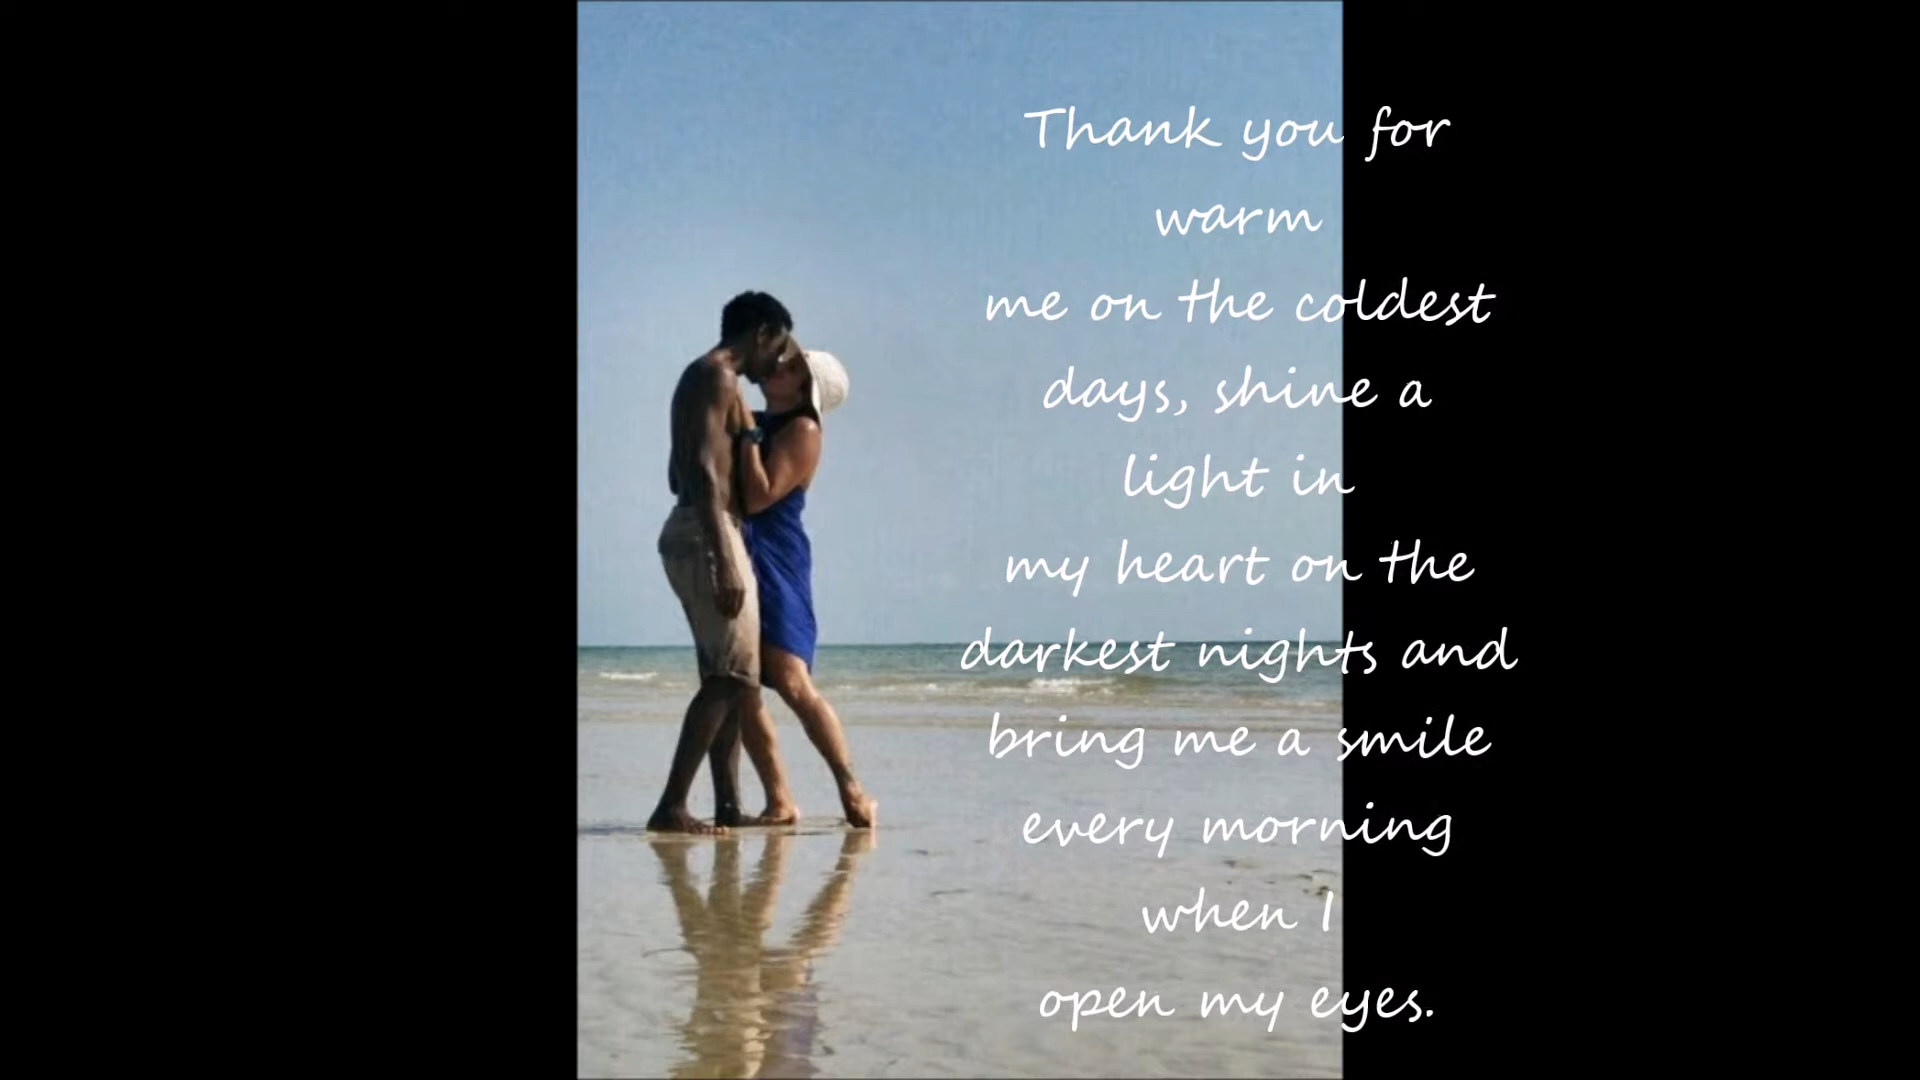 Thank you for
warm
me on the coldest
days, shine a
light in
my heart on the
darkest nights and
bring me a smile
every morning
when I
open my eyes.